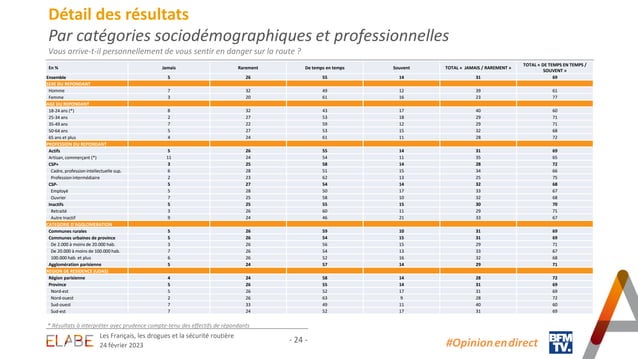 Détail des résultats
Par catégories sociodémographiques et professionnelles
Vous arrive-t-il personnellement de vous sentir en danger sur la route ?
En % Jamais Rarement De temps en temps Souvent TOTAL « JAMAIS / RAREMENT » TOTAL « DE TEMPS EN TEMPS / SOUVENT »
Ensemble 5 26 55 14 31 69
SEXE DU REPONDANT
Homme 7 32 49 12 39 61
Femme 3 20 61 16 23 77
AGE DU REPONDANT
18-24 ans (*) 8 32 43 17 40 60
25-34 ans 2 27 53 18 29 71
35-49 ans 7 22 59 12 29 71
50-64 ans 5 27 53 15 32 68
65 ans et plus 4 24 61 11 28 72
PROFESSION DU REPONDANT
Actifs 5 26 55 14 31 69
Artisan, commerçant (*) 11 24 54 11 35 65
CSP+ 3 25 58 14 28 72
Cadre, profession intellectuelle sup. 6 28 51 15 34 66
Profession intermédiaire 2 23 62 13 25 75
CSP- 5 27 54 14 32 68
Employé 5 28 50 17 33 67
Ouvrier 7 25 58 10 32 68
Inactifs 5 25 55 15 30 70
Retraité 3 26 60 11 29 71
Autre inactif 9 24 46 21 33 67
CATEGORIE D'AGGLOMERATION
Communes rurales 5 26 59 10 31 69
Communes urbaines de province 5 26 54 15 31 69
De 2.000 à moins de 20.000 hab. 3 26 56 15 29 71
De 20.000 à moins de 100.000 hab. 7 26 54 13 33 67
100.000 hab. et plus 6 26 52 16 32 68
Agglomération parisienne 5 24 57 14 29 71
REGION DE RESIDENCE (UDA5)
Région parisienne 4 24 58 14 28 72
Province 5 26 54 15 31 69
Nord-est 5 26 52 17 31 69
Nord-ouest 2 26 63 9 28 72
Sud-ouest 7 33 49 11 40 60
Sud-est 7 24 52 17 31 69
* Résultats à interpréter avec prudence compte-tenu des effectifs de répondants
ELABE
Les Français, les drogues et la sécurité routière
24 février 2023
- 24 -
#Opinion en direct
BFM
TV.